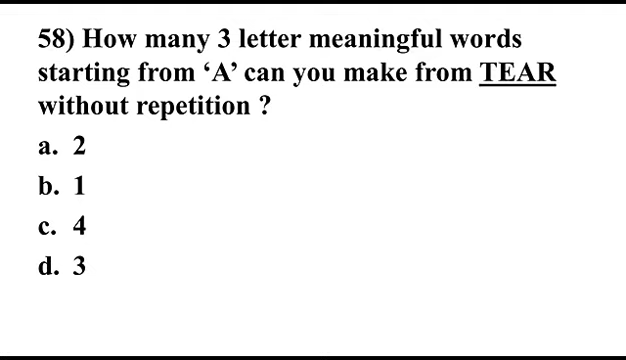 58) How many 3 letter meaningful words
starting from ‘A’ can you make from TEAR
without repetition ?
a. 2
b. 1
c. 4
d. 3